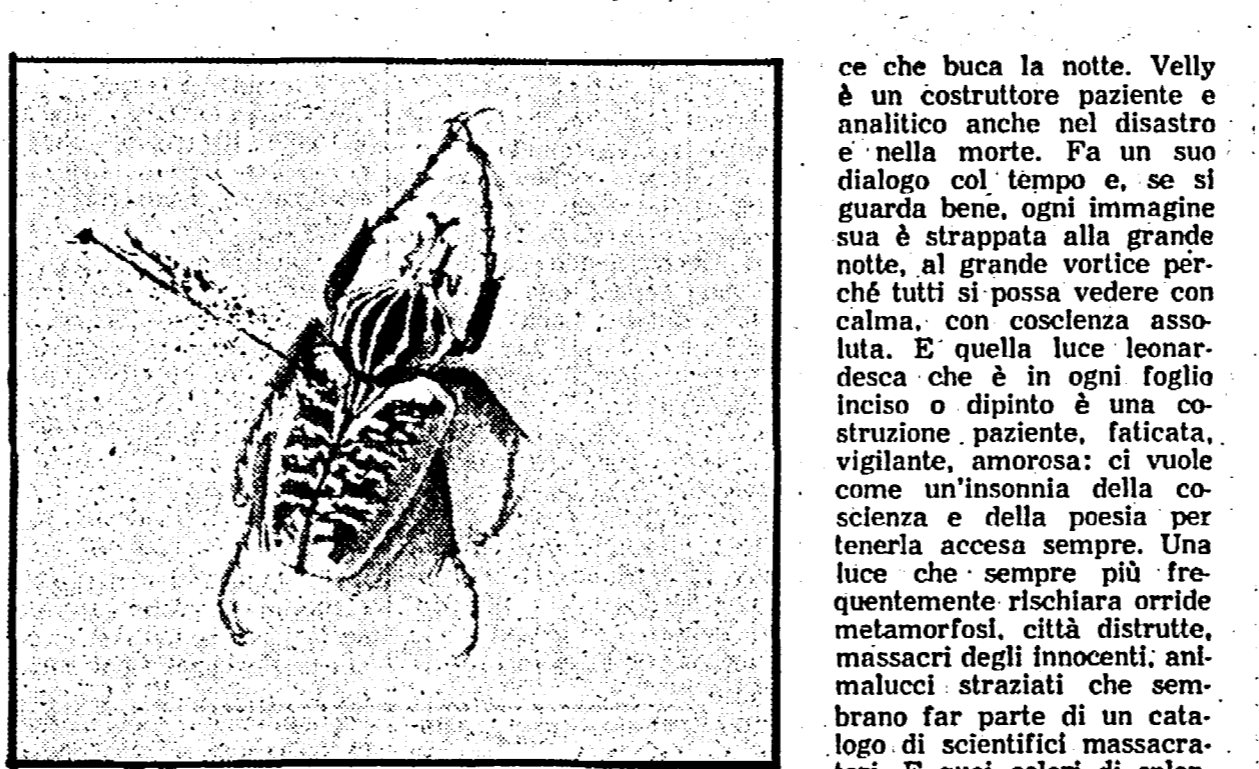 ce che buca la notte. Velly
è un costruttore paziente e
analitico anche nel disastro
e nella morte. Fa un suo
dialogo col tempo e, se si
guarda bene, ogni immagine
sua è strappata alla grande
notte, al grande vortice per-
ché tutti si possa vedere con
calma, con coscienza asso-
luta. E quella luce leonar-
desca che è in ogni foglio
inciso o dipinto è una co-
struzione paziente, faticata,
vigilante, amorosa: ci vuole
come un'insonnia della co-
scienza e della poesia per
tenerla accesa sempre. Una
luce che sempre più fre-
quentemente rischiara orride
metamorfosi, città distrutte,
massacri degli innocenti, ani-
malucci straziati che sem-
brano far parte di un cata-
logo di scientifici massacra-